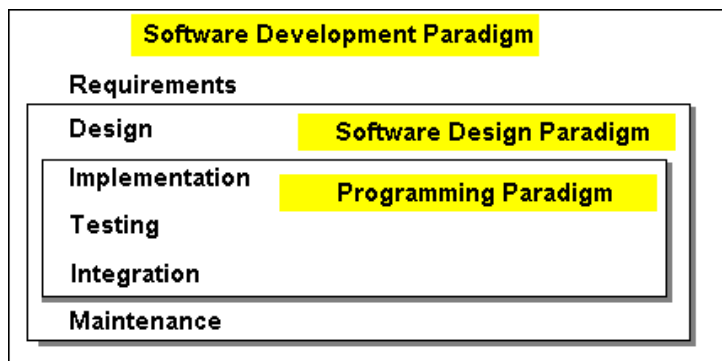 Software Development Paradigm
Requirements
Design
Software Design Paradigm
Implementation
Programming Paradigm
Testing
Integration
Maintenance